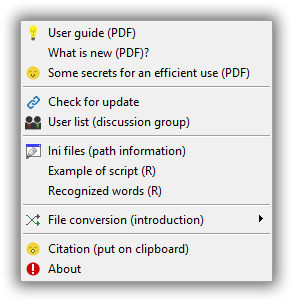 User guide (PDF)
What is new (PDF)?
Some secrets for an efficient use (PDF)
Check for update
User list (discussion group)
Ini files (path information)
Example of script (R)
Recognized words (R)
File conversion (introduction)
Citation (put on clipboard)
About